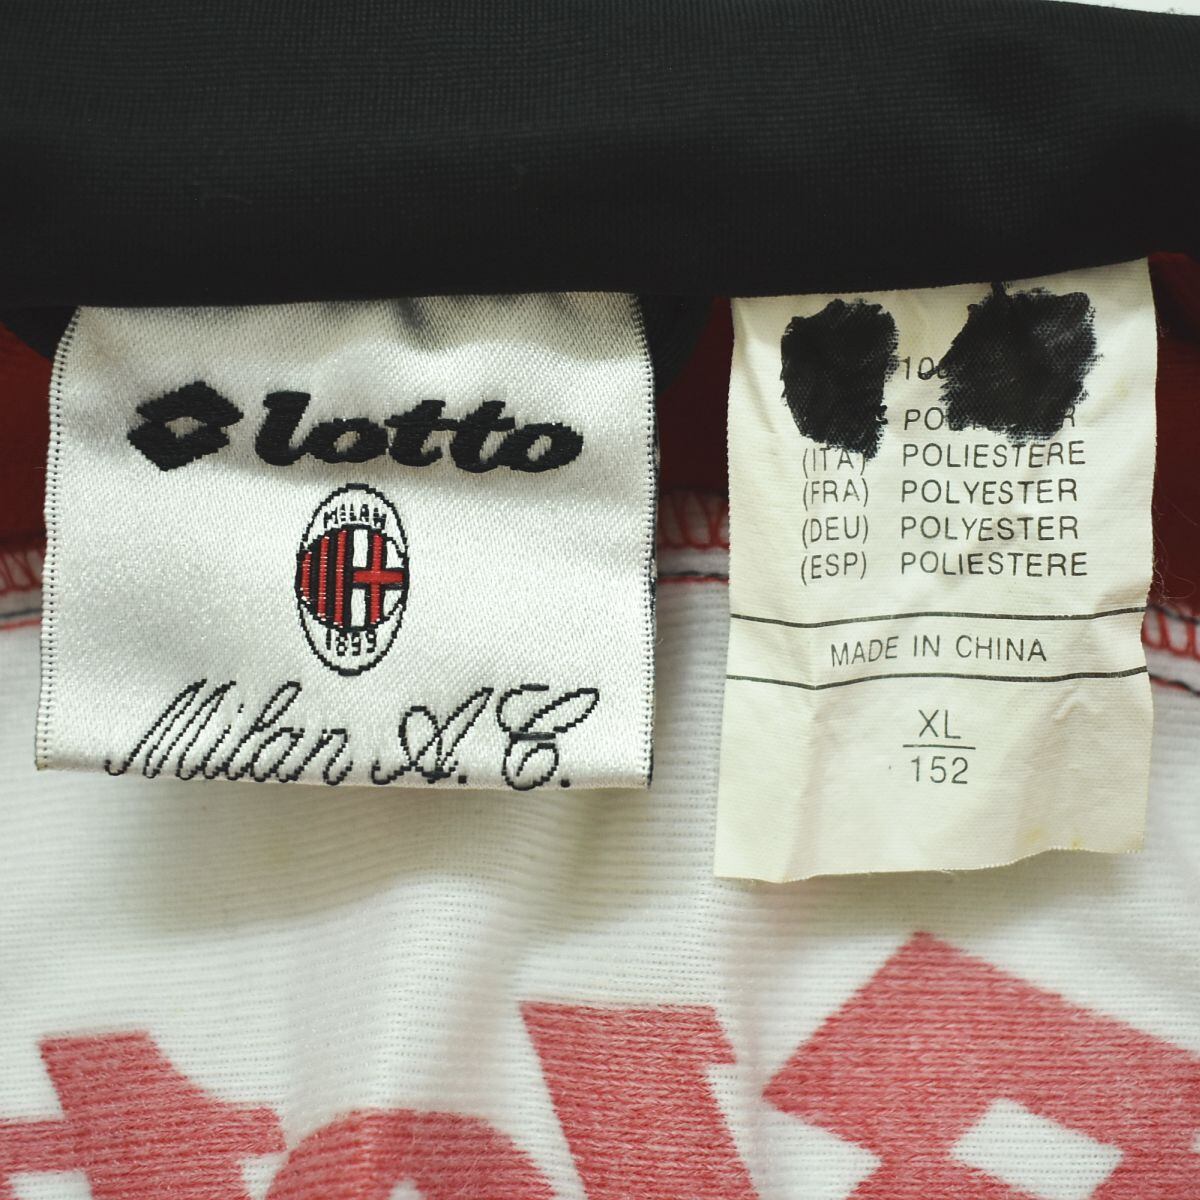 lotto
MILAN
1899
Milan A.C.
(ITA) POLIESTERE
(FRA) POLYESTER
(DEU) POLYESTER
(ESP) POLIESTERE
MADE IN CHINA
XL
152